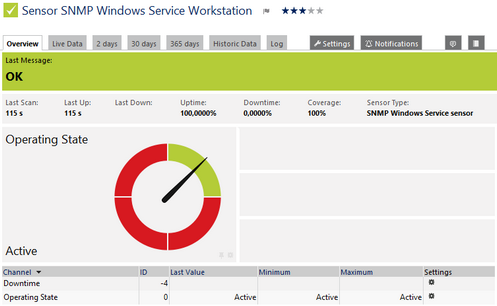 Sensor SNMP Windows Service Workstation
Overview Live Data 2 days 30 days 365 days Historic Data Log Settings Notifications
Last Message:
OK
Last Scan: Last Up: Last Down: Uptime: Downtime: Coverage: Sensor Type:
115 s 115 s 100,0000% 0,0000% 100% SNMP Windows Service sensor
Operating State
Active
Channel ID Last Value Minimum Maximum Settings
Downtime -4
Operating State 0 Active Active Active